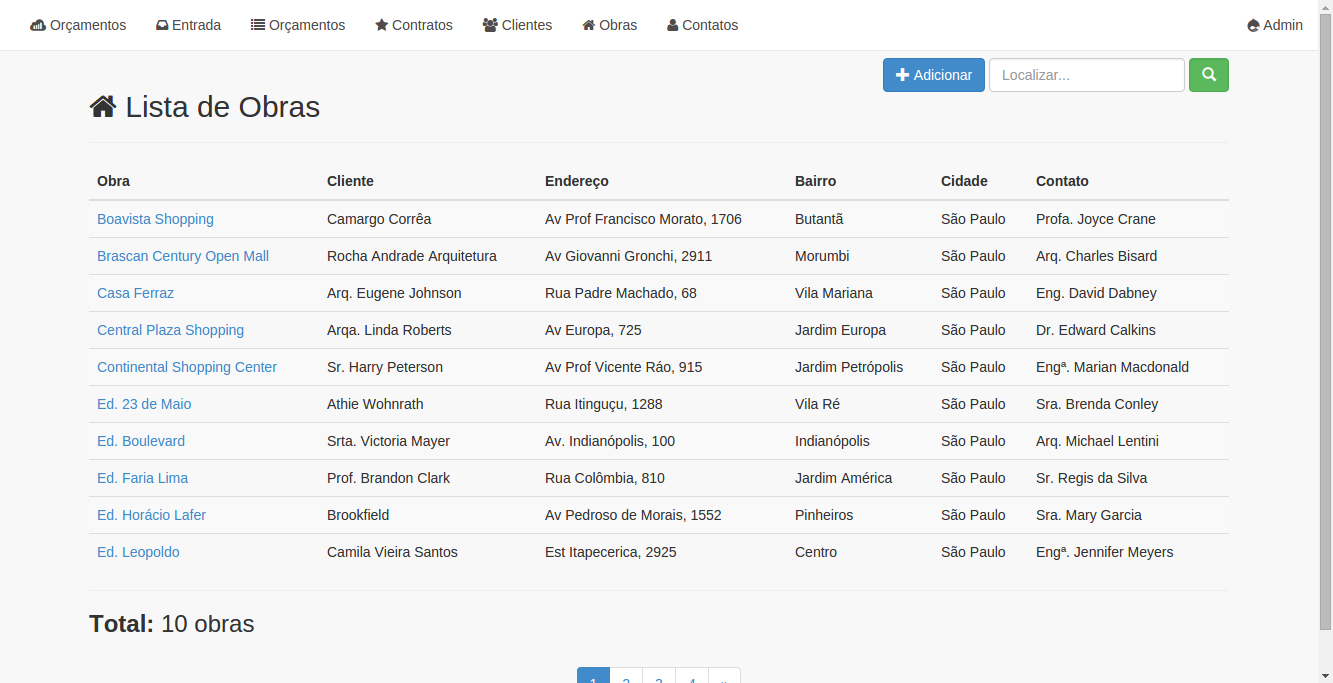 Orçamentos Entrada Orçamentos Contratos Clientes Obras Contatos Admin
Adicionar Localizar...
Lista de Obras
Obra Cliente Endereço Bairro Cidade Contato
Boavista Shopping Camargo Corrêa Av Prof Francisco Morato, 1706 Butantã São Paulo Profa. Joyce Crane
Brascan Century Open Mall Rocha Andrade Arquitetura Av Giovanni Gronchi, 2911 Morumbi São Paulo Arq. Charles Bisard
Casa Ferraz Arq. Eugene Johnson Rua Padre Machado, 68 Vila Mariana São Paulo Eng. David Dabney
Central Plaza Shopping Arqa. Linda Roberts Av Europa, 725 Jardim Europa São Paulo Dr. Edward Calkins
Continental Shopping Center Sr. Harry Peterson Av Prof Vicente Ráo, 915 Jardim Petrópolis São Paulo Engª. Marian Macdonald
Ed. 23 de Maio Athie Wohnrath Rua Itinguçu, 1288 Vila Ré São Paulo Sra. Brenda Conley
Ed. Boulevard Srta. Victoria Mayer Av. Indianópolis, 100 Indianópolis São Paulo Arq. Michael Lentini
Ed. Faria Lima Prof. Brandon Clark Rua Colômbia, 810 Jardim América São Paulo Sr. Regis da Silva
Ed. Horácio Lafer Brookfield Av Pedroso de Morais, 1552 Pinheiros São Paulo Sra. Mary Garcia
Ed. Leopoldo Camila Vieira Santos Est Itapecerica, 2925 Centro São Paulo Engª. Jennifer Meyers
Total: 10 obras
1 2 3 4 »